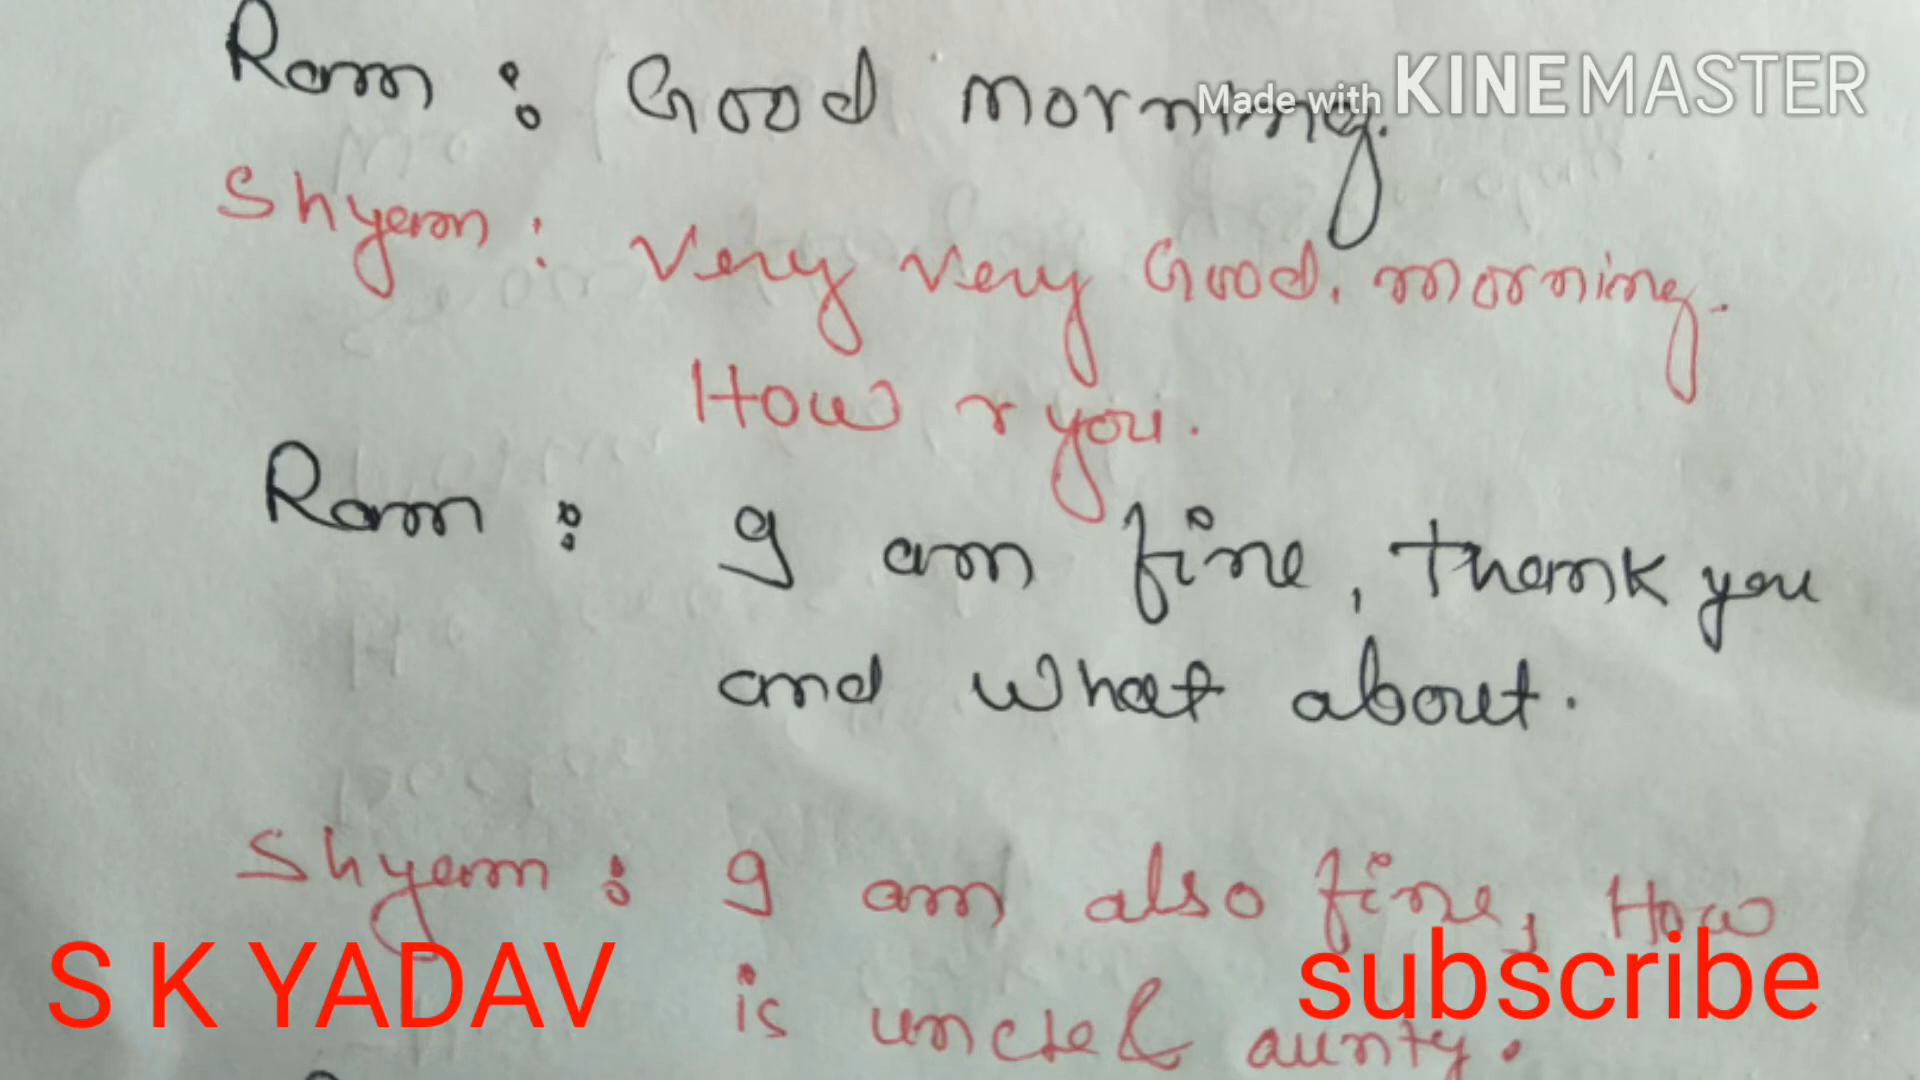 Ram : Good morning.
Made with KINEMASTER
Shyam : Very very Good. morning.
How r you.
Ram : I am fine, Thank you
and what about.
Shyam : I am also fine, How
is uncle & aunty.
S K YADAV
subscribe